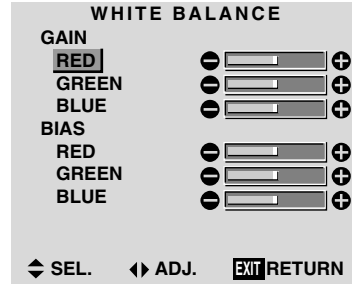 WHITE BALANCE
GAIN
RED
GREEN
BLUE
BIAS
RED
GREEN
BLUE
SEL. ADJ. EXIT RETURN